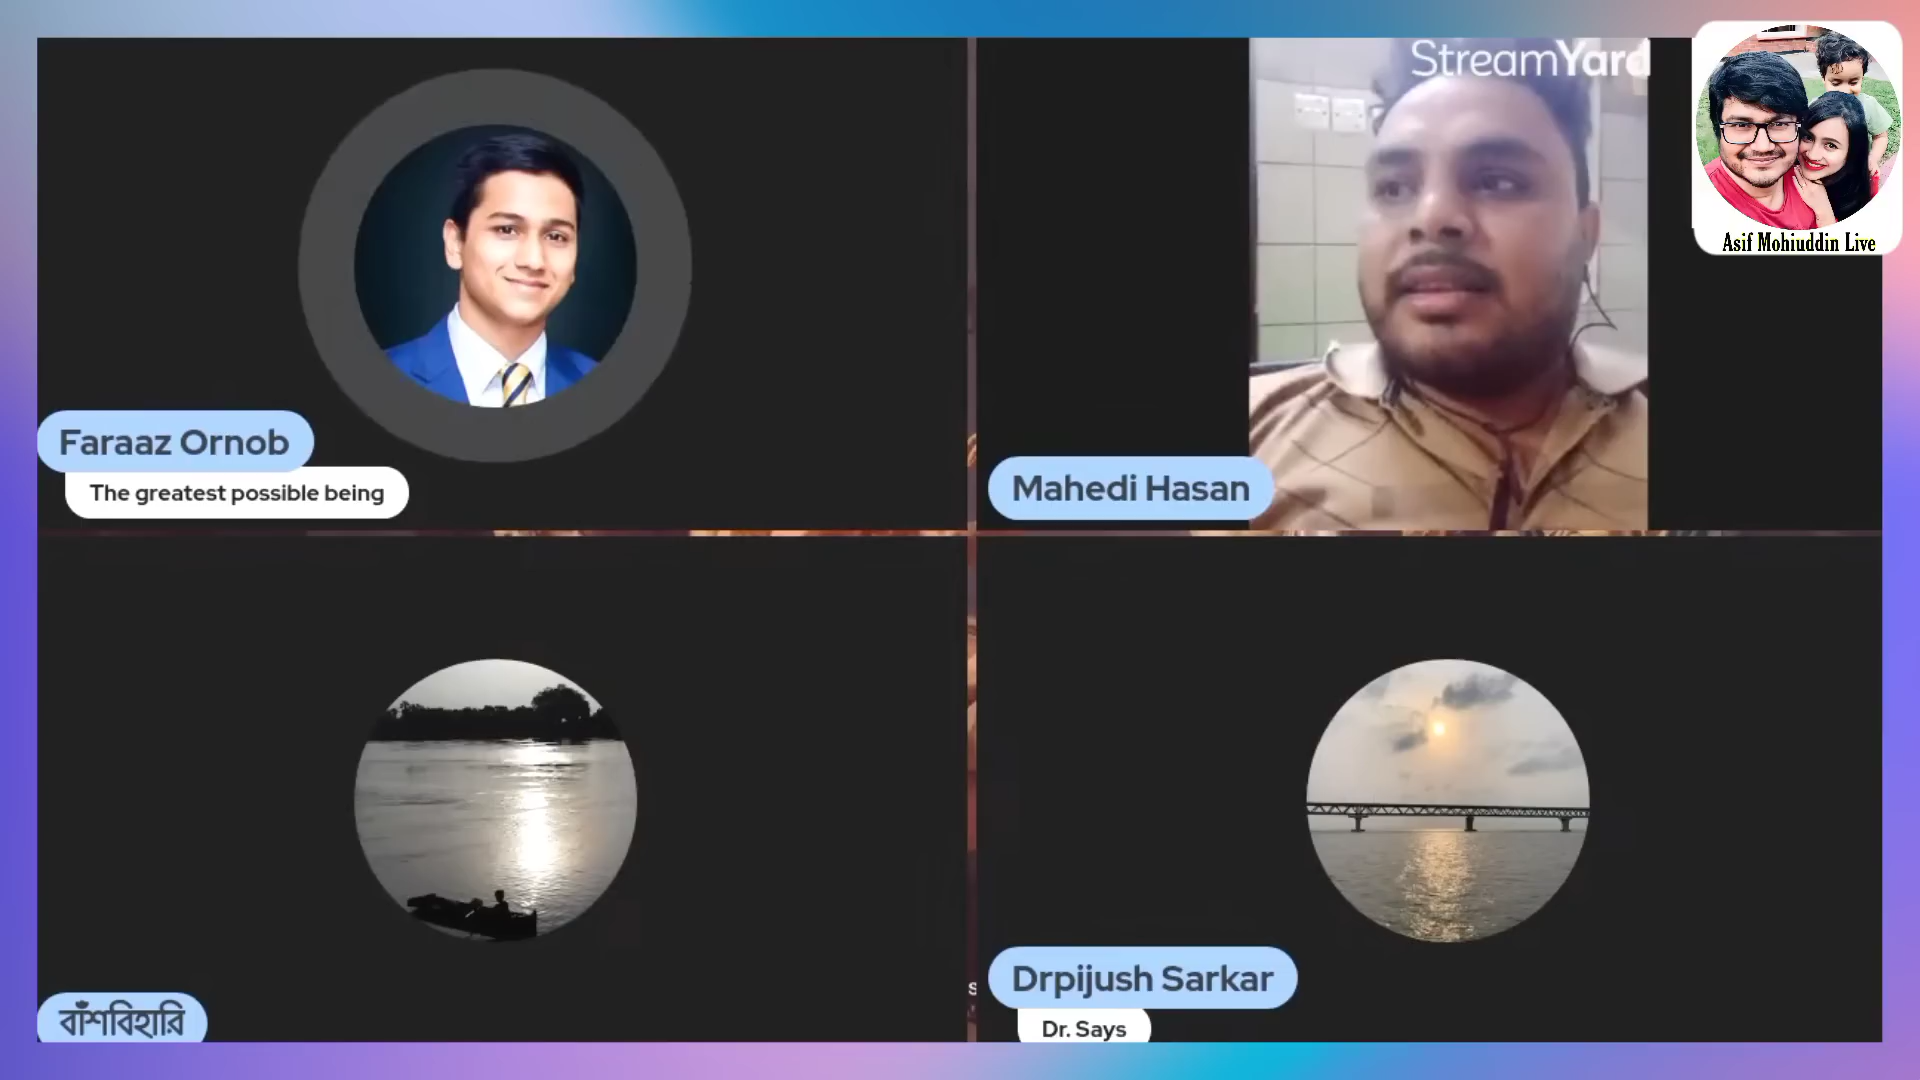 StreamYard
Asif Mohiuddin Live
Faraaz Ornob
The greatest possible being
Mahedi Hasan
বাঁশবিহারি
Drpijush Sarkar
Dr. Says